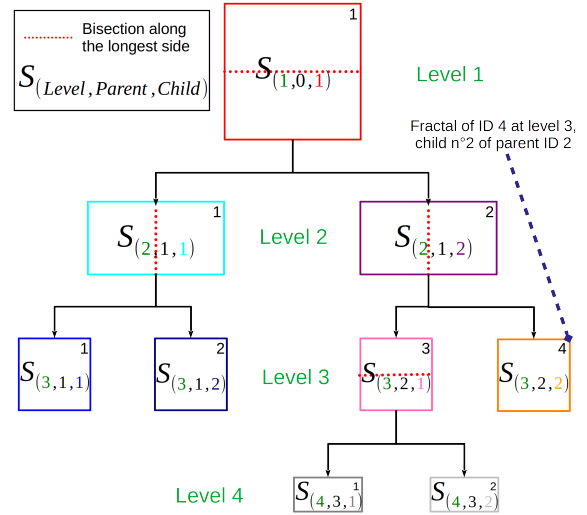 Bisection along
the longest side
S(Level,Parent,Child)
1
S(1,0,1)
Level 1
Fractal of ID 4 at level 3,
child n°2 of parent ID 2
1
S(2,1,1)
Level 2
2
S(2,1,2)
1
S(3,1,1)
2
S(3,1,2)
Level 3
3
S(3,2,1)
4
S(3,2,2)
Level 4
1
S(4,3,1)
2
S(4,3,2)